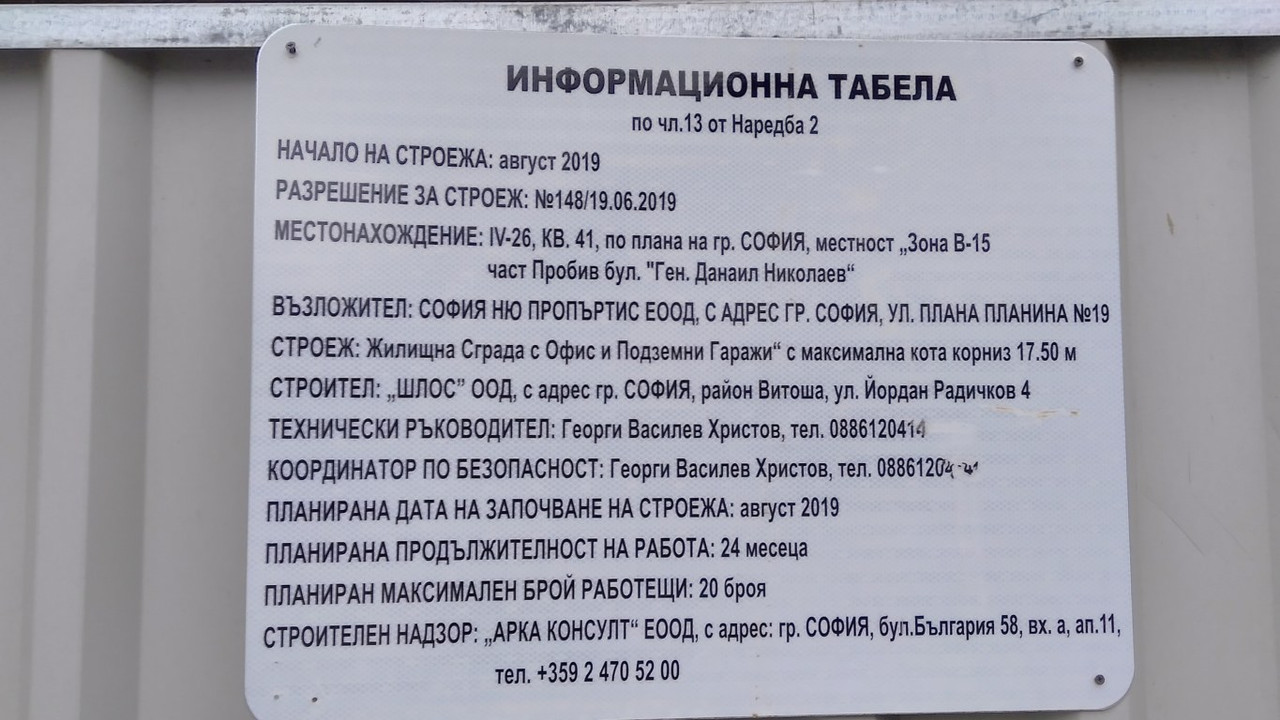 ИНФОРМАЦИОННА ТАБЕЛА
по чл.13 от Наредба 2
НАЧАЛО НА СТРОЕЖА: август 2019
РАЗРЕШЕНИЕ ЗА СТРОЕЖ: №148/19.06.2019
МЕСТОНАХОЖДЕНИЕ: IV-26, КВ. 41, по плана на гр. СОФИЯ, местност „Зона В-15
част Пробив бул. "Ген. Данаил Николаев“
ВЪЗЛОЖИТЕЛ: СОФИЯ НЮ ПРОПЪРТИС ЕООД, С АДРЕС ГР. СОФИЯ, УЛ. ПЛАНА ПЛАНИНА №19
СТРОЕЖ: Жилищна Сграда с Офис и Подземни Гаражи“ с максимална кота корниз 17.50 м
СТРОИТЕЛ: „ШЛОС” ООД, с адрес гр. СОФИЯ, район Витоша, ул. Йордан Радичков 4
ТЕХНИЧЕСКИ РЪКОВОДИТЕЛ: Георги Василев Христов, тел. 0886120414
КООРДИНАТОР ПО БЕЗОПАСНОСТ: Георги Василев Христов, тел.
ПЛАНИРАНА ДАТА НА ЗАПОЧВАНЕ НА СТРОЕЖА: август 2019
ПЛАНИРАНА ПРОДЪЛЖИТЕЛНОСТ НА РАБОТА: 24 месеца
ПЛАНИРАН МАКСИМАЛЕН БРОЙ РАБОТЕЩИ: 20 броя
СТРОИТЕЛЕН НАДЗОР: „АРКА КОНСУЛТ“ ЕООД, с адрес: гр. СОФИЯ, бул.България 58, вх. а, ап.11,
тел. +359 2 470 52 00